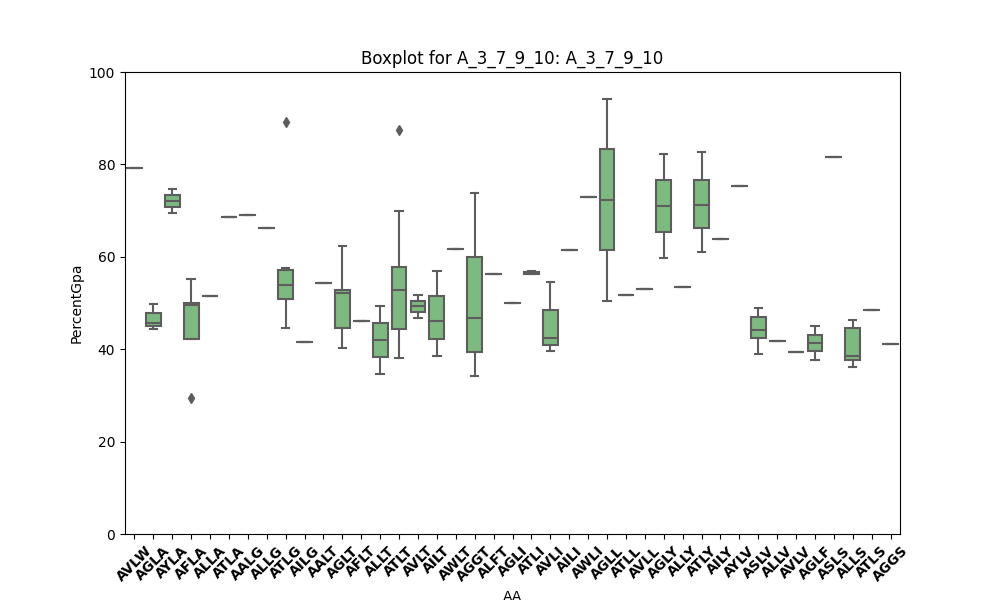 Boxplot for A_3_7_9_10: A_3_7_9_10
100
80
60
40
20
0
PercentGpa
AVLW AGLA AYLA AFLA ALLA ATLA AALG ALLG ATLG AILG AALT AGLT AFLT ALLT ATLT AVLT AILT AWLT AGGT ALFT AGLI ATLI AVLI AILI AWLI AGLL ATLL AVLL AGLY ALLY ATLY AILY AYLV ASLV ALLV AVLV AGLF ASLS ALLS ATLS AGGS
AA